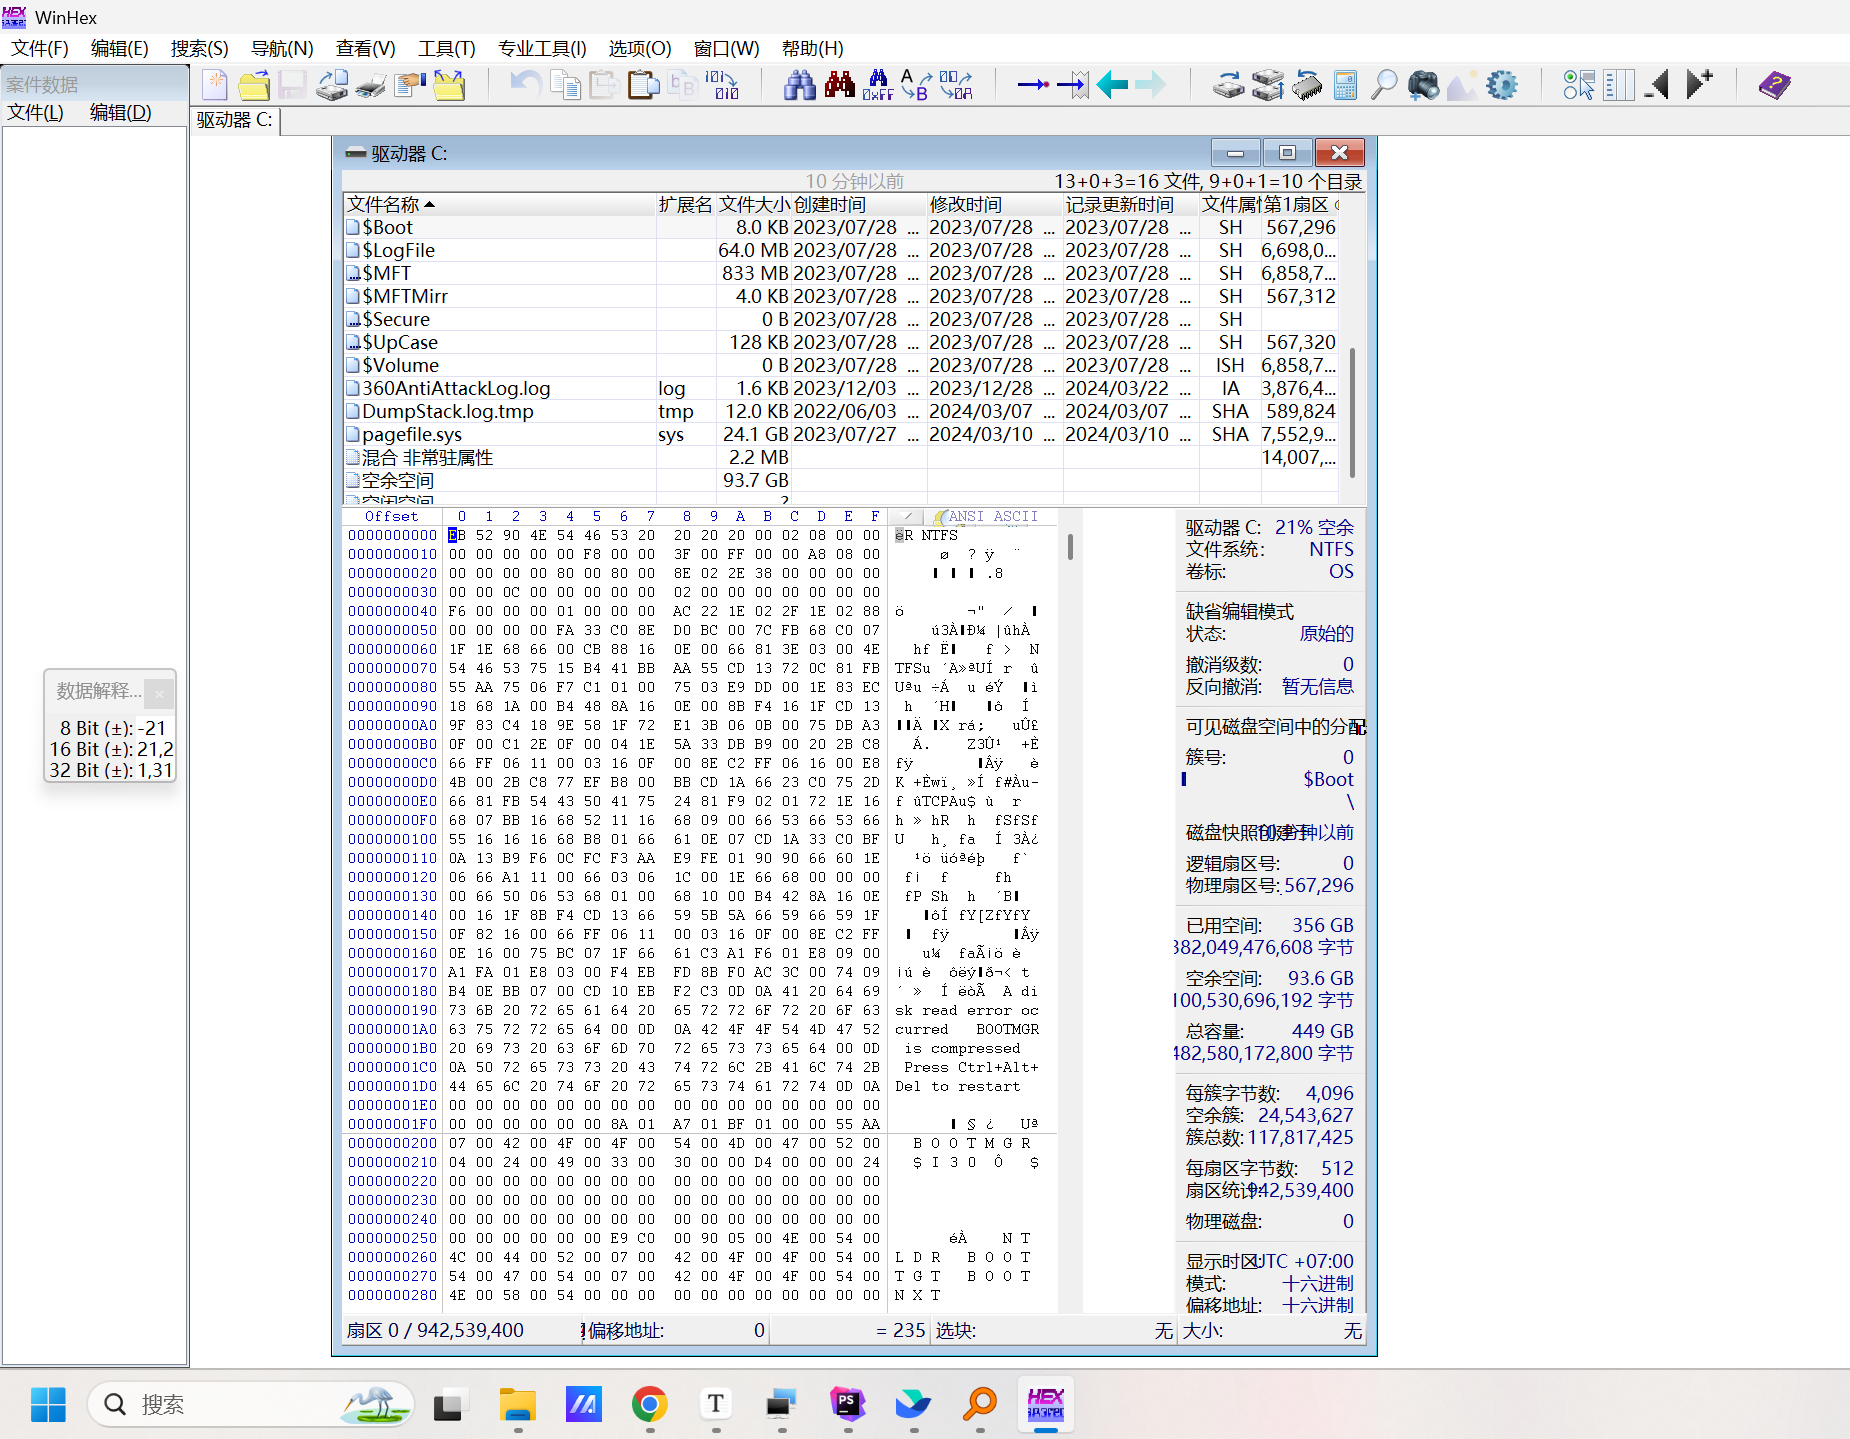 WinHex
文件(F) 编辑(E) 搜索(S) 导航(N) 查看(V) 工具(T) 专业工具(I) 选项(O) 窗口(W) 帮助(H)
案件数据
文件(L) 编辑(D)
驱动器 C:
驱动器 C:
10 分钟以前 13+0+3=16 文件, 9+0+1=10 个目录
文件名称 扩展名 文件大小 创建时间 修改时间 记录更新时间 文件属 第1扇区
$Boot 8.0 KB 2023/07/28 ... 2023/07/28 ... 2023/07/28 ... SH 567,296
$LogFile 64.0 MB 2023/07/28 ... 2023/07/28 ... 2023/07/28 ... SH 6,698,0...
$MFT 833 MB 2023/07/28 ... 2023/07/28 ... 2023/07/28 ... SH 6,858,7...
$MFTMirr 4.0 KB 2023/07/28 ... 2023/07/28 ... 2023/07/28 ... SH 567,312
$Secure 0 B 2023/07/28 ... 2023/07/28 ... 2023/07/28 ... SH
$UpCase 128 KB 2023/07/28 ... 2023/07/28 ... 2023/07/28 ... SH 567,320
$Volume 0 B 2023/07/28 ... 2023/07/28 ... 2023/07/28 ... ISH 6,858,7...
360AntiAttackLog.log log 1.6 KB 2023/12/03 ... 2023/12/28 ... 2024/03/22 ... IA 3,876,4...
DumpStack.log.tmp tmp 12.0 KB 2022/06/03 ... 2024/03/07 ... 2024/03/07 ... SHA 589,824
pagefile.sys sys 24.1 GB 2023/07/27 ... 2024/03/10 ... 2024/03/10 ... SHA 7,552,9...
混合 非常驻属性 2.2 MB 14,007,...
空余空间 93.7 GB
空闲空间 ?
Offset 0 1 2 3 4 5 6 7 8 9 A B C D E F ANSI ASCII
0000000000 EB 52 90 4E 54 46 53 20 20 20 20 00 02 08 00 00 ëR NTFS
0000000010 00 00 00 00 00 F8 00 00 3F 00 FF 00 00 A8 08 00 ø ? ÿ ¨
0000000020 00 00 00 00 80 00 80 00 8E 02 2E 38 00 00 00 00 .8
0000000030 00 00 0C 00 00 00 00 00 02 00 00 00 00 00 00 00
0000000040 F6 00 00 00 01 00 00 00 AC 22 1E 02 2F 1E 02 88 ö ¬" /
0000000050 00 00 00 00 FA 33 C0 8E D0 BC 00 7C FB 68 C0 07 ú3À Ð¼ |ûhÀ
0000000060 1F 1E 68 66 00 CB 88 16 0E 00 66 81 3E 03 00 4E hf Ë f > N
0000000070 54 46 53 75 15 B4 41 BB AA 55 CD 13 72 0C 81 FB TFSu ´A»ªUÍ r û
0000000080 55 AA 75 06 F7 C1 01 00 75 03 E9 DD 00 1E 83 EC Uªu ÷Á u éÝ ì
0000000090 18 68 1A 00 B4 48 8A 16 0E 00 8B F4 16 1F CD 13 h ´H ô Í
00000000A0 9F 83 C4 18 9E 58 1F 72 E1 3B 06 0B 00 75 DB A3 Ä X rá; uÛ£
00000000B0 0F 00 C1 2E 0F 00 04 1E 5A 33 DB B9 00 20 2B C8 Á. Z3Û¹ +È
00000000C0 66 FF 06 11 00 03 16 0F 00 8E C2 FF 06 16 00 E8 fÿ Âÿ è
00000000D0 4B 00 2B C8 77 EF B8 00 BB CD 1A 66 23 C0 75 2D K +Èwï¸ »Í f#Àu-
00000000E0 66 81 FB 54 43 50 41 75 24 81 F9 02 01 72 1E 16 f ûTCPAu$ ù r
00000000F0 68 07 BB 16 68 52 11 16 68 09 00 66 53 66 53 66 h » hR h fSfSf
0000000100 55 16 16 16 68 B8 01 66 61 0E 07 CD 1A 33 C0 BF U h¸ fa Í 3À¿
0000000110 0A 13 B9 F6 0C FC F3 AA E9 FE 01 90 90 66 60 1E ¹ö üóªéþ f`
0000000120 06 66 A1 11 00 66 03 06 1C 00 1E 66 68 00 00 00 f¡ f fh
0000000130 00 66 50 06 53 68 01 00 68 10 00 B4 42 8A 16 0E fP Sh h ´B
0000000140 00 16 1F 8B F4 CD 13 66 59 5B 5A 66 59 66 59 1F ôÍ fY[ZfYfY
0000000150 0F 82 16 00 66 FF 06 11 00 03 16 0F 00 8E C2 FF fÿ Âÿ
0000000160 0E 16 00 75 BC 07 1F 66 61 C3 A1 F6 01 E8 09 00 u¼ faÃ¡ö è
0000000170 A1 FA 01 E8 03 00 F4 EB FD 8B F0 AC 3C 00 74 09 ¡ú è ôëý ð¬< t
0000000180 B4 0E BB 07 00 CD 10 EB F2 C3 0D 0A 41 20 64 69 ´ » Í ëòÃ A di
0000000190 73 6B 20 72 65 61 64 20 65 72 72 6F 72 20 6F 63 sk read error oc
00000001A0 63 75 72 72 65 64 00 0D 0A 42 4F 4F 54 4D 47 52 curred BOOTMGR
00000001B0 20 69 73 20 63 6F 6D 70 72 65 73 73 65 64 00 0D is compressed
00000001C0 0A 50 72 65 73 73 20 43 74 72 6C 2B 41 6C 74 2B Press Ctrl+Alt+
00000001D0 44 65 6C 20 74 6F 20 72 65 73 74 61 72 74 0D 0A Del to restart
00000001E0 00 00 00 00 00 00 00 00 00 00 00 00 00 00 00 00
00000001F0 00 00 00 00 00 00 8A 01 A7 01 BF 01 00 00 55 AA § ¿ Uª
0000000200 07 00 42 00 4F 00 4F 00 54 00 4D 00 47 00 52 00 B O O T M G R
0000000210 04 00 24 00 49 00 33 00 30 00 00 D4 00 00 00 24 $ I 3 0 Ô $
0000000220 00 00 00 00 00 00 00 00 00 00 00 00 00 00 00 00
0000000230 00 00 00 00 00 00 00 00 00 00 00 00 00 00 00 00
0000000240 00 00 00 00 00 00 00 00 00 00 00 00 00 00 00 00
0000000250 00 00 00 00 00 00 E9 C0 00 90 05 00 4E 00 54 00 éÀ N T
0000000260 4C 00 44 00 52 00 07 00 42 00 4F 00 4F 00 54 00 L D R B O O T
0000000270 54 00 47 00 54 00 07 00 42 00 4F 00 4F 00 54 00 T G T B O O T
0000000280 4E 00 58 00 54 00 00 00 00 00 00 00 00 00 00 00 N X T
驱动器 C: 21% 空余
文件系统: NTFS
卷标: OS
缺省编辑模式
状态: 原始的
撤消级数: 0
反向撤消: 暂无信息
可见磁盘空间中的分配
簇号: 0
$Boot
\
磁盘快照创建于 分钟以前
逻辑扇区号: 0
物理扇区号: 567,296
已用空间: 356 GB
382,049,476,608 字节
空余空间: 93.6 GB
100,530,696,192 字节
总容量: 449 GB
482,580,172,800 字节
每簇字节数: 4,096
空余簇: 24,543,627
簇总数: 117,817,425
每扇区字节数: 512
扇区统计: 942,539,400
物理磁盘: 0
显示时区: UTC +07:00
模式: 十六进制
偏移地址: 十六进制
数据解释...
8 Bit (±): -21
16 Bit (±): 21,2
32 Bit (±): 1,31
扇区 0 / 942,539,400 偏移地址: 0 = 235 选块: 无 大小: 无
搜索